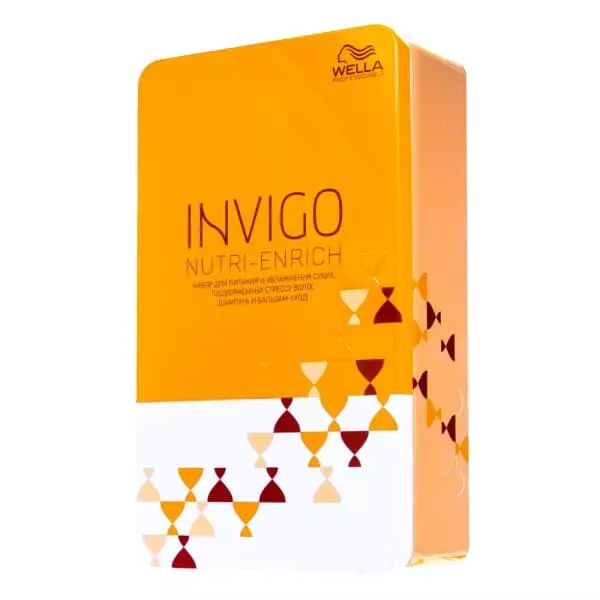 WELLA
PROFESSIONALS
INVIGO
NUTRI-ENRICH
НАБОР ДЛЯ ПИТАНИЯ И УВЛАЖНЕНИЯ СУХИХ,
ПОДВЕРЖЕННЫХ СТРЕССУ ВОЛОС
ШАМПУНЬ И БАЛЬЗАМ-УХОД